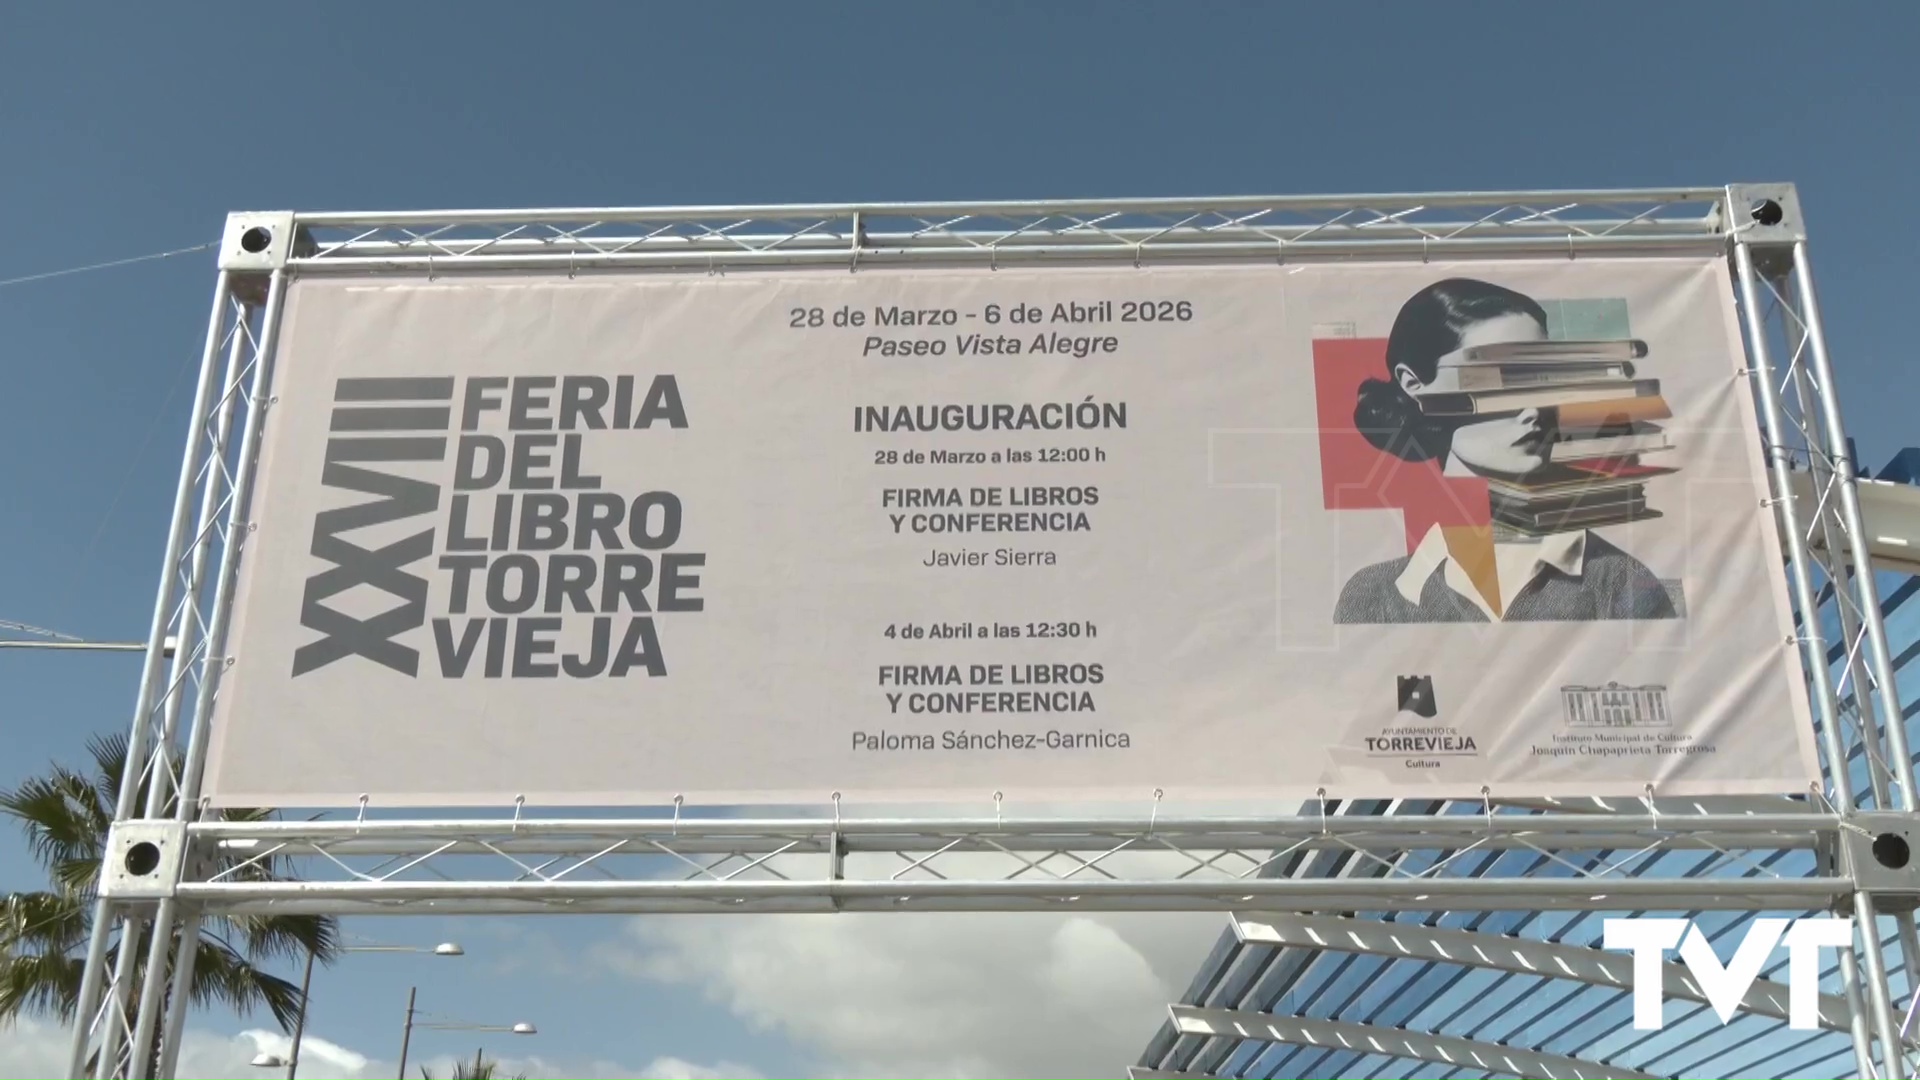 XXVIII
FERIA
DEL
LIBRO
TORRE
VIEJA
28 de Marzo - 6 de Abril 2026
Paseo Vista Alegre
INAUGURACIÓN
28 de Marzo a las 12:00 h
FIRMA DE LIBROS
Y CONFERENCIA
Javier Sierra
4 de Abril a las 12:30 h
FIRMA DE LIBROS
Y CONFERENCIA
Paloma Sánchez-Garnica
AYUNTAMIENTO DE
TORREVIEJA
Cultura
Instituto Municipal de Cultura
Joaquín Chapaprieta Torregrosa
TVT
TVT